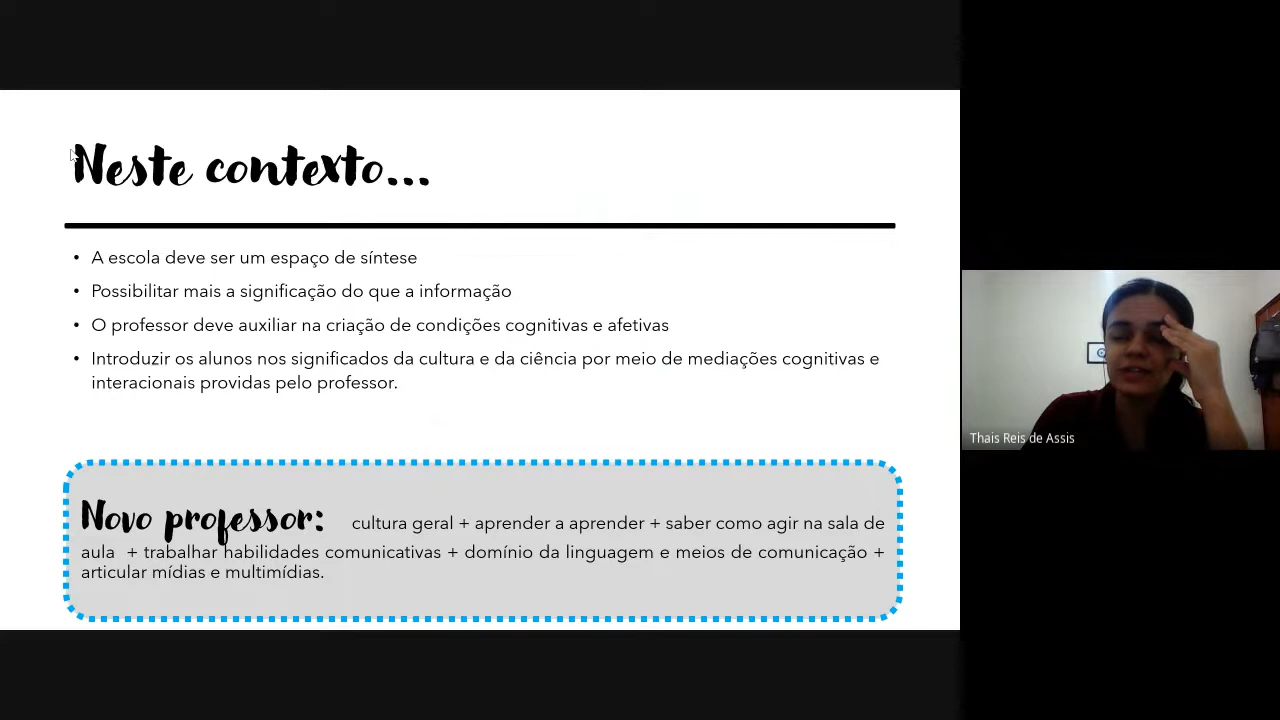 Neste contexto...
• A escola deve ser um espaço de síntese
• Possibilitar mais a significação do que a informação
• O professor deve auxiliar na criação de condições cognitivas e afetivas
• Introduzir os alunos nos significados da cultura e da ciência por meio de mediações cognitivas e
interacionais providas pelo professor.
Novo professor: cultura geral + aprender a aprender + saber como agir na sala de
aula + trabalhar habilidades comunicativas + domínio da linguagem e meios de comunicação +
articular mídias e multimídias.
Thais Reis de Assis